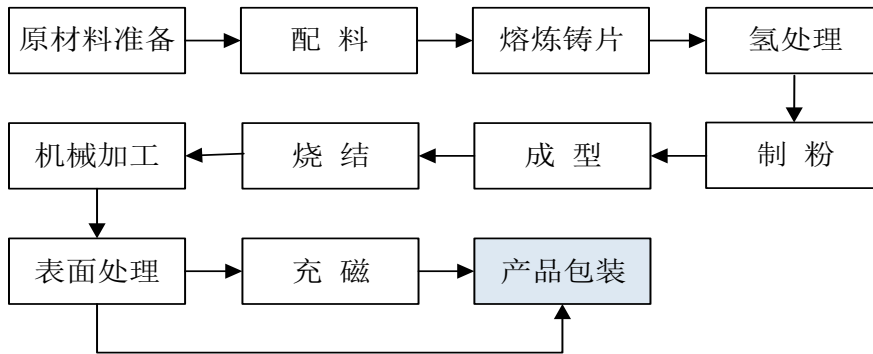 原材料准备
配 料
熔炼铸片
氢处理
机械加工
烧 结
成 型
制 粉
表面处理
充 磁
产品包装